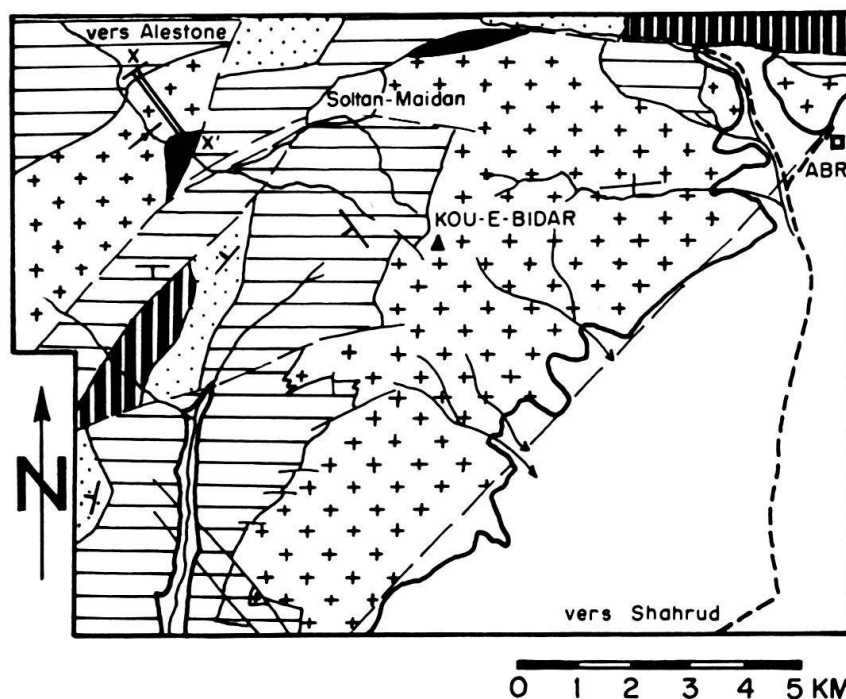 vers Alestone
X
X'
Soltan-Maidan
ABR
KOU-E-BIDAR
N
vers Shahrud
0 1 2 3 4 5 KM